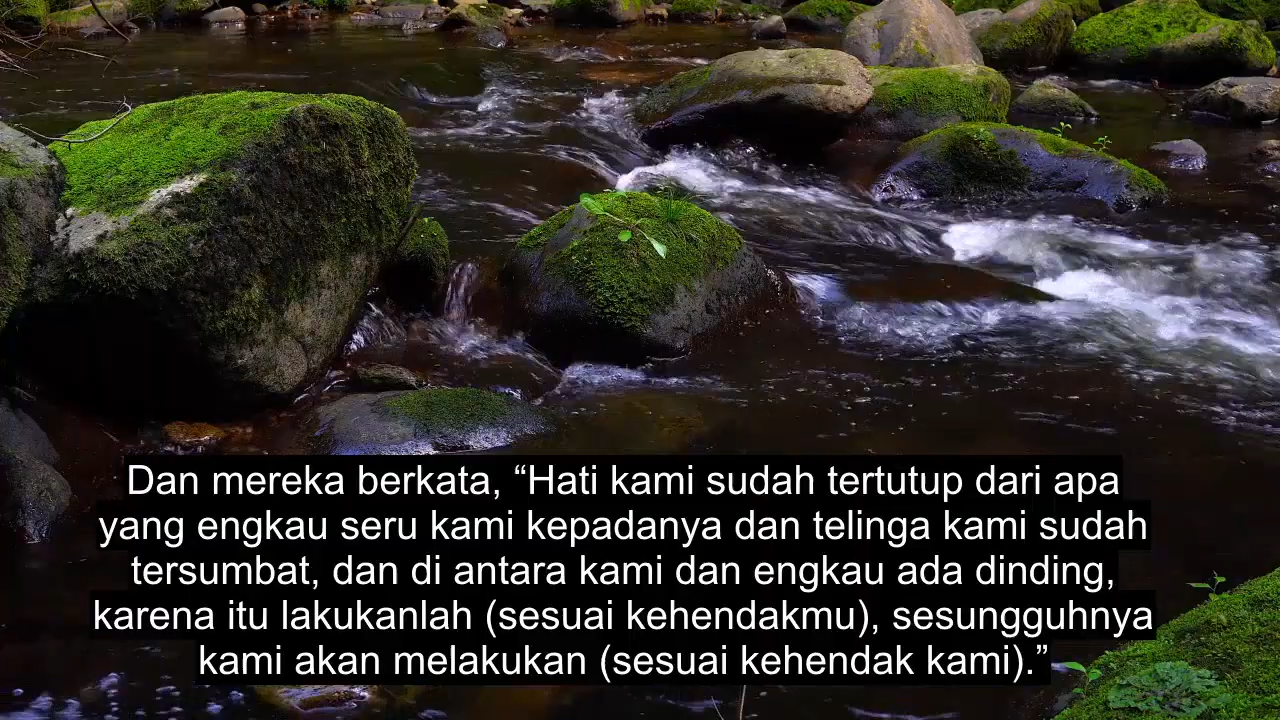 Dan mereka berkata, “Hati kami sudah tertutup dari apa
yang engkau seru kami kepadanya dan telinga kami sudah
tersumbat, dan di antara kami dan engkau ada dinding,
karena itu lakukanlah (sesuai kehendakmu), sesungguhnya
kami akan melakukan (sesuai kehendak kami).”